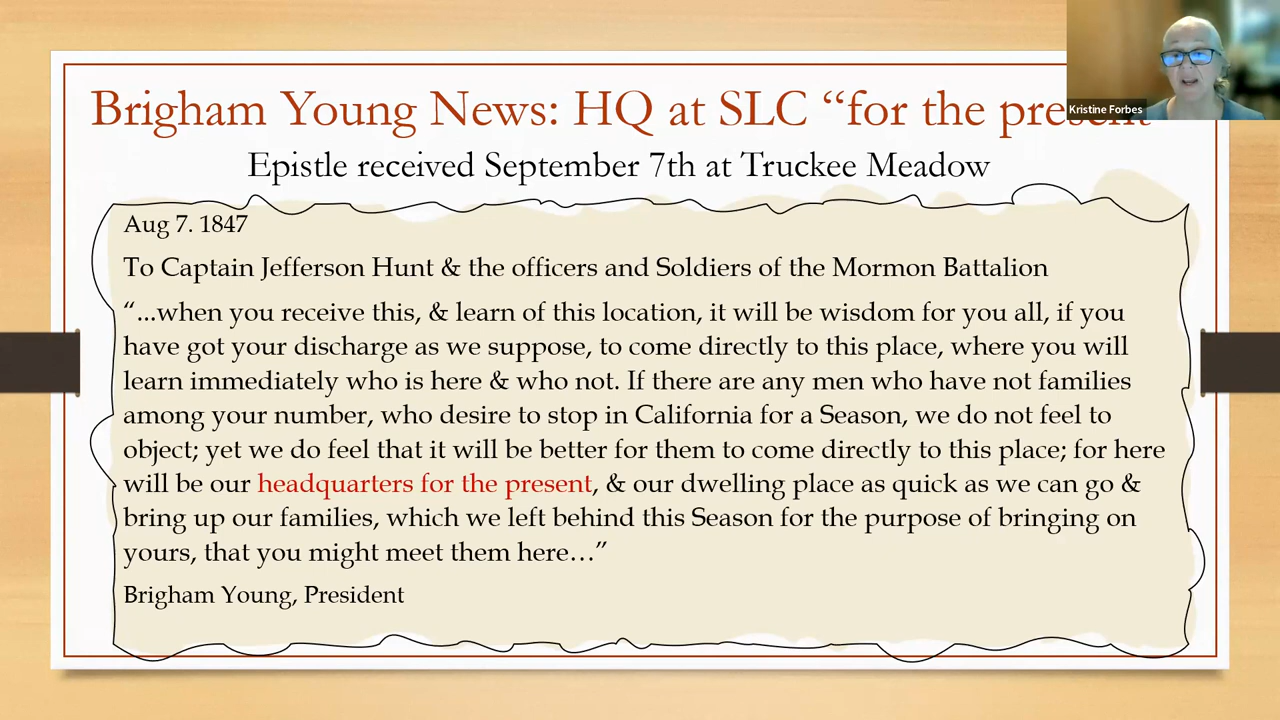 Brigham Young News: HQ at SLC “for the present
Kristine Forbes
Epistle received September 7th at Truckee Meadow
Aug 7. 1847
To Captain Jefferson Hunt & the officers and Soldiers of the Mormon Battalion
“...when you receive this, & learn of this location, it will be wisdom for you all, if you
have got your discharge as we suppose, to come directly to this place, where you will
learn immediately who is here & who not. If there are any men who have not families
among your number, who desire to stop in California for a Season, we do not feel to
object; yet we do feel that it will be better for them to come directly to this place; for here
will be our headquarters for the present, & our dwelling place as quick as we can go &
bring up our families, which we left behind this Season for the purpose of bringing on
yours, that you might meet them here…”
Brigham Young, President